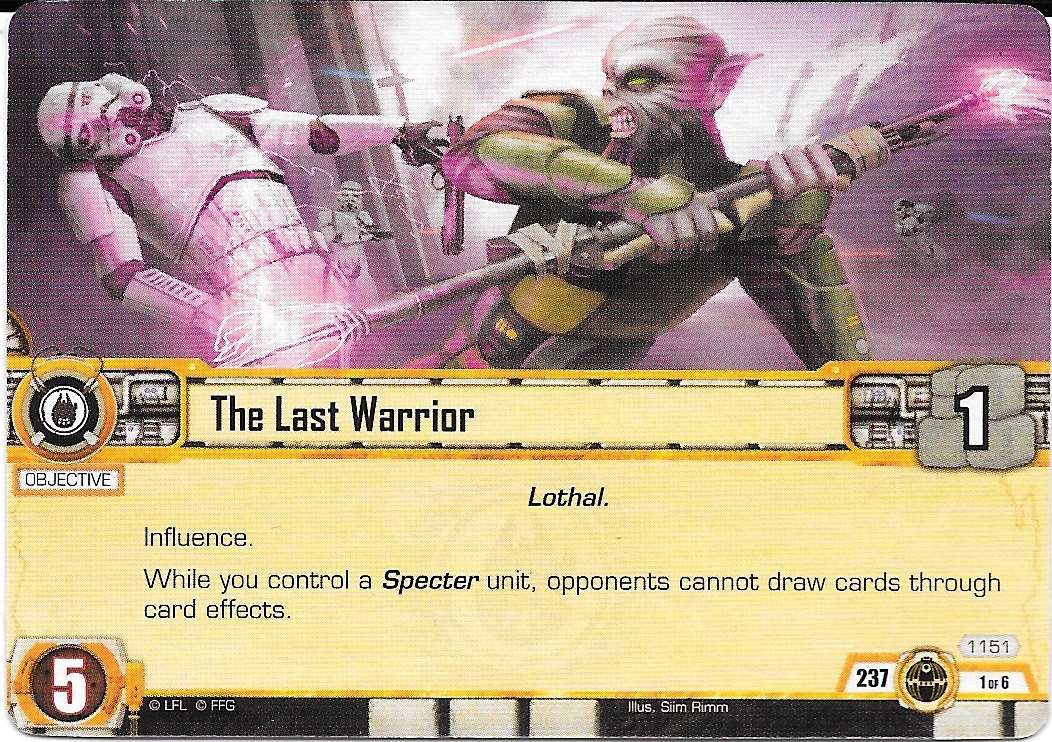 The Last Warrior
1
OBJECTIVE
Lothal.
Influence.
While you control a Specter unit, opponents cannot draw cards through
card effects.
5
© LFL © FFG
Illus. Siim Rimm
237
1151
1 OF 6